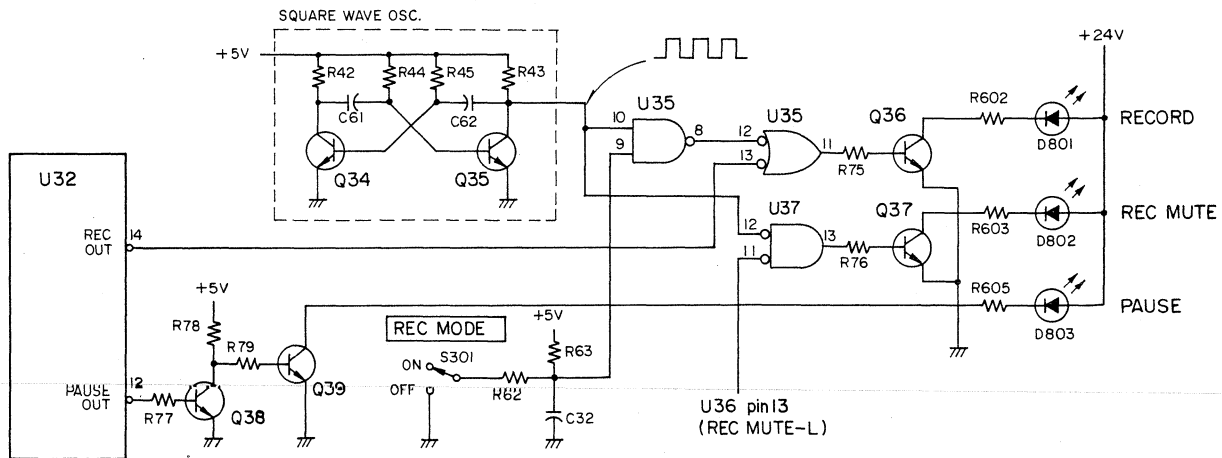 SQUARE WAVE OSC.
+5V
R42
R44
R45
R43
C61
C62
Q34
Q35
+24V
U35
10
9
8
U35
12
13
11
R75
Q36
R602
D801
RECORD
U37
12
11
13
R76
Q37
R603
D802
REC MUTE
R605
D803
PAUSE
U32
REC
OUT
14
+5V
R78
R79
PAUSE
OUT
12
R77
Q38
Q39
REC MODE
ON
S301
OFF
R62
+5V
R63
C32
U36 pin13
(REC MUTE-L)